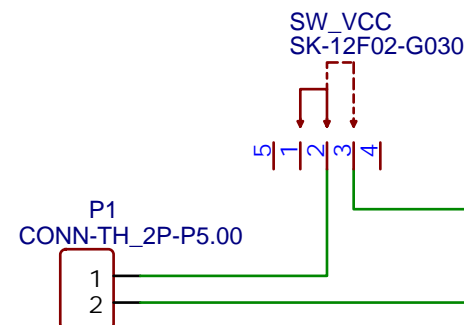 SW_VCC
SK-12F02-G030
5 1 2 3 4
P1
CONN-TH_2P-P5.00
1
2